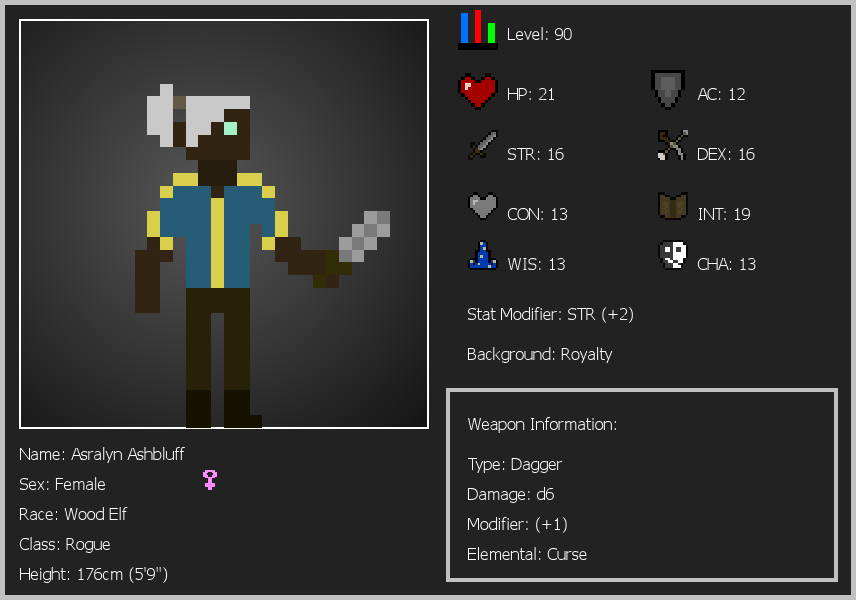 Level: 90
HP: 21
AC: 12
STR: 16
DEX: 16
CON: 13
INT: 19
WIS: 13
CHA: 13
Stat Modifier: STR (+2)
Background: Royalty
Weapon Information:
Type: Dagger
Damage: d6
Modifier: (+1)
Elemental: Curse
Name: Asralyn Ashbluff
Sex: Female
Race: Wood Elf
Class: Rogue
Height: 176cm (5'9")